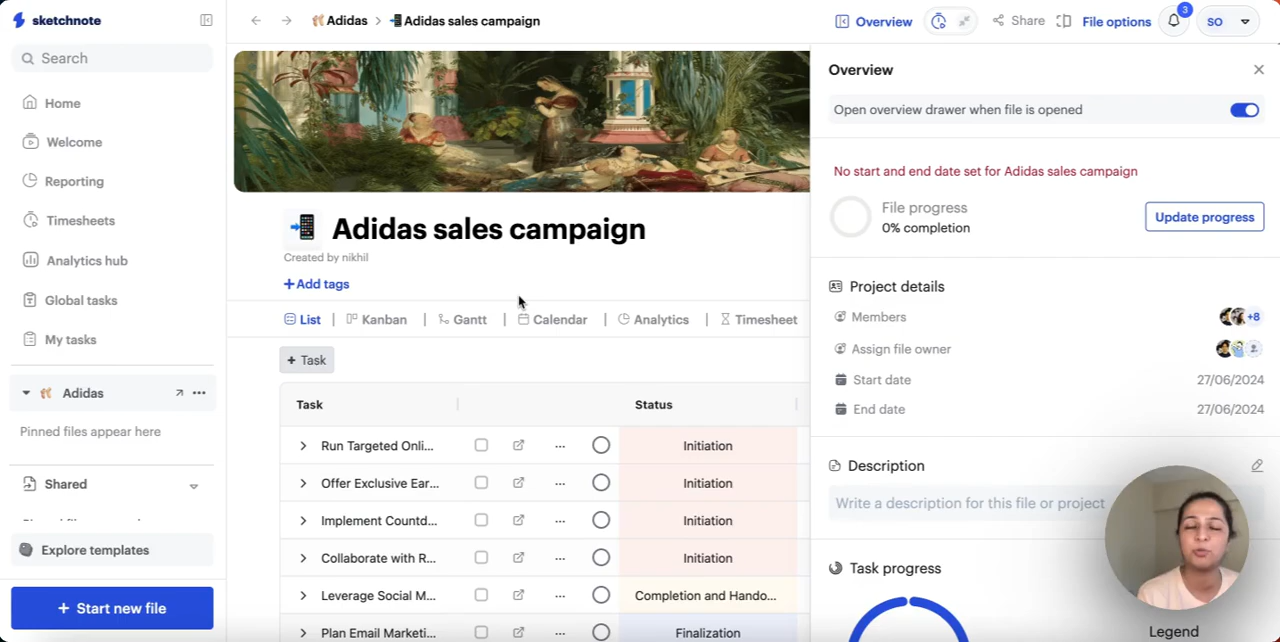 sketchnote
Adidas > Adidas sales campaign
Overview
Share
File options
3
SO
Search
Home
Welcome
Reporting
Timesheets
Analytics hub
Global tasks
My tasks
Adidas
Pinned files appear here
Shared
Explore templates
+ Start new file
Adidas sales campaign
Created by nikhil
+ Add tags
List | Kanban | Gantt | Calendar | Analytics | Timesheet
+ Task
Task Status
Run Targeted Onli... Initiation
Offer Exclusive Ear... Initiation
Implement Countd... Initiation
Collaborate with R... Initiation
Leverage Social M... Completion and Hando...
Plan Email Marketi... Finalization
Overview
Open overview drawer when file is opened
No start and end date set for Adidas sales campaign
File progress
0% completion
Update progress
Project details
Members +8
Assign file owner
Start date 27/06/2024
End date 27/06/2024
Description
Write a description for this file or project
Task progress
Legend